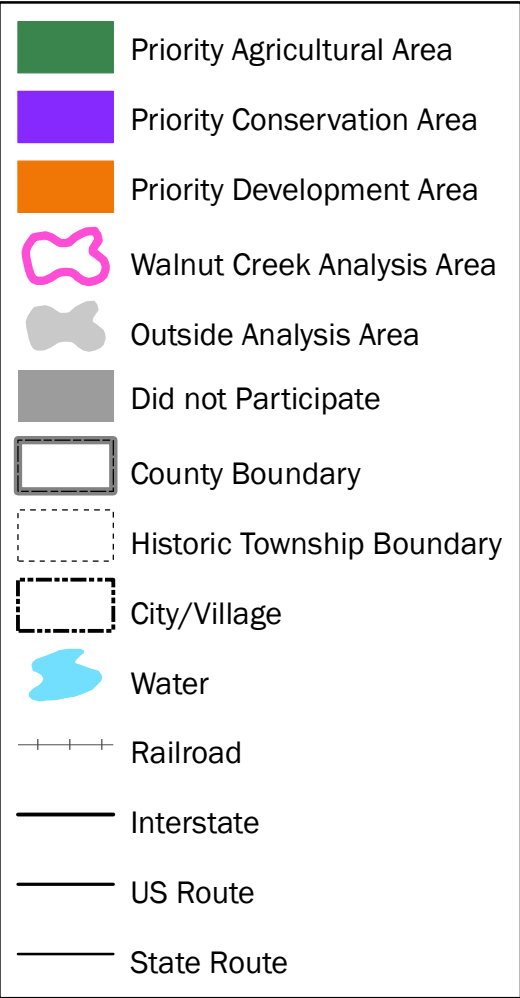 Priority Agricultural Area
Priority Conservation Area
Priority Development Area
Walnut Creek Analysis Area
Outside Analysis Area
Did not Participate
County Boundary
Historic Township Boundary
City/Village
Water
Railroad
Interstate
US Route
State Route